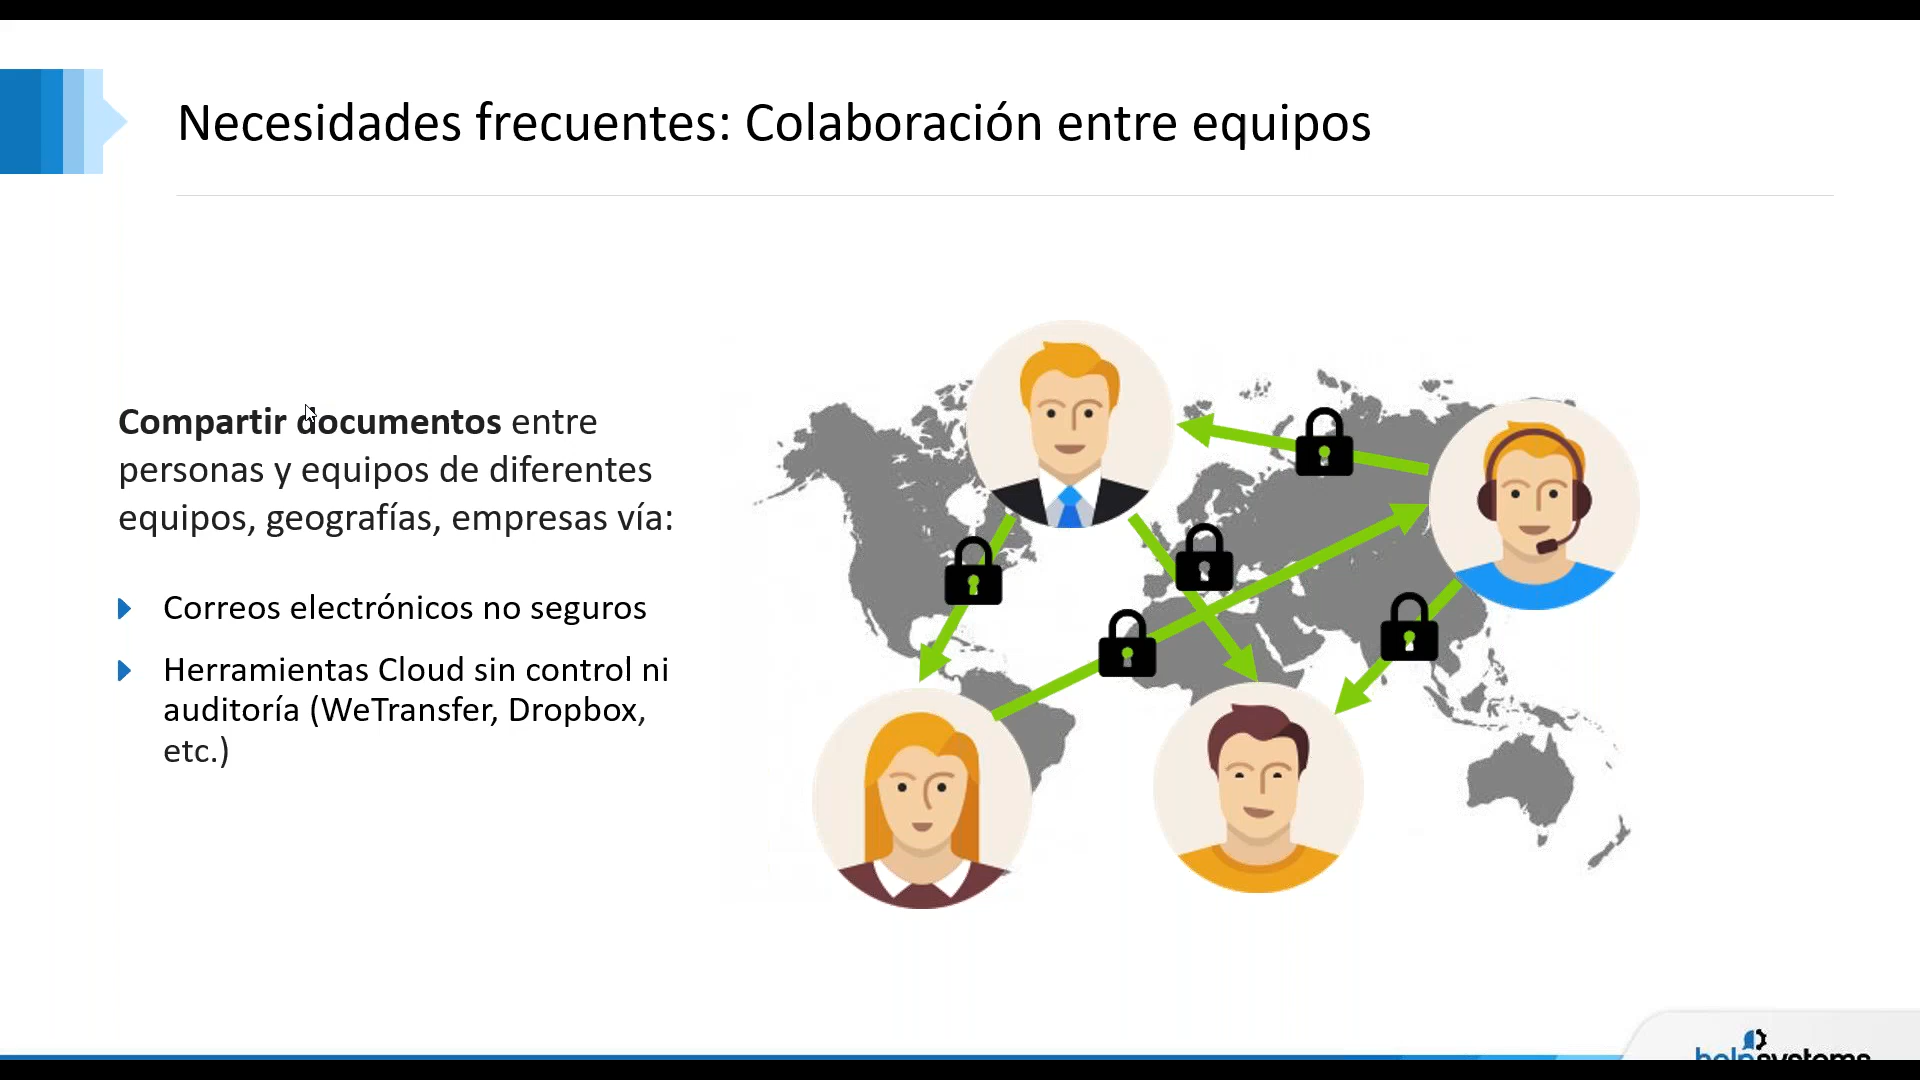 Necesidades frecuentes: Colaboración entre equipos
Compartir documentos entre
personas y equipos de diferentes
equipos, geografías, empresas vía:
Correos electrónicos no seguros
Herramientas Cloud sin control ni
auditoría (WeTransfer, Dropbox,
etc.)
helpsystems